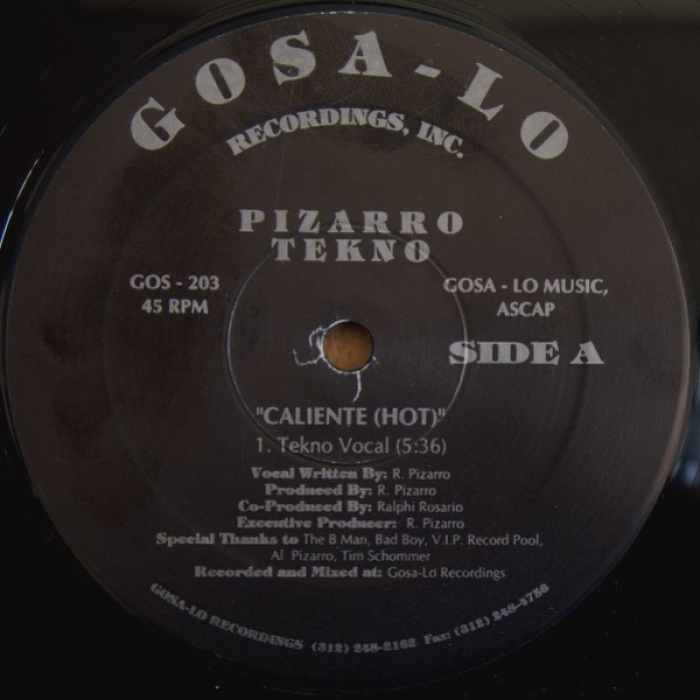 GOSA-LO
RECORDINGS, INC.
PIZARRO
TEKNO
GOS - 203
45 RPM
GOSA - LO MUSIC,
ASCAP
SIDE A
"CALIENTE (HOT)"
1. Tekno Vocal (5:36)
Vocal Written By: R. Pizarro
Produced By: R. Pizarro
Co-Produced By: Ralphi Rosario
Executive Producer: R. Pizarro
Special Thanks to The B Man, Bad Boy, V.I.P. Record Pool,
Al Pizarro, Tim Schommer
Recorded and Mixed at: Gosa-Lo Recordings
GOSA-LO RECORDINGS (312) 248-2162 Fax: (312) 248-4756